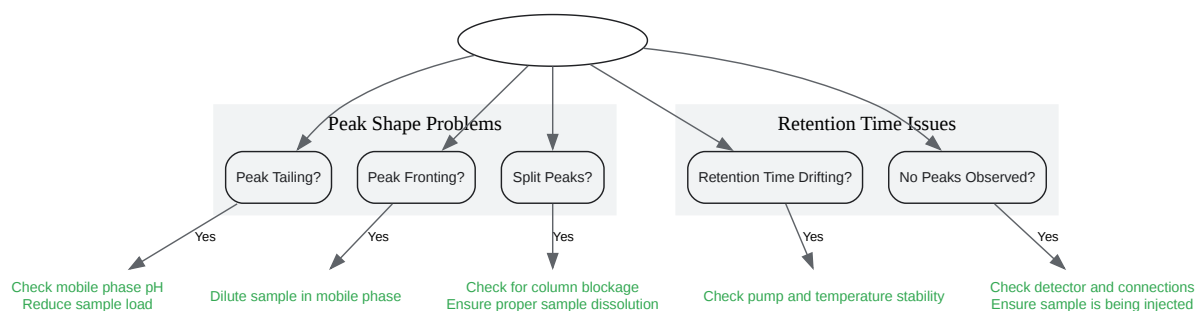 Peak Shape Problems
Retention Time Issues
Peak Tailing?
Peak Fronting?
Split Peaks?
Retention Time Drifting?
No Peaks Observed?
Yes
Yes
Yes
Yes
Yes
Check mobile phase pH
Reduce sample load
Dilute sample in mobile phase
Check for column blockage
Ensure proper sample dissolution
Check pump and temperature stability
Check detector and connections
Ensure sample is being injected